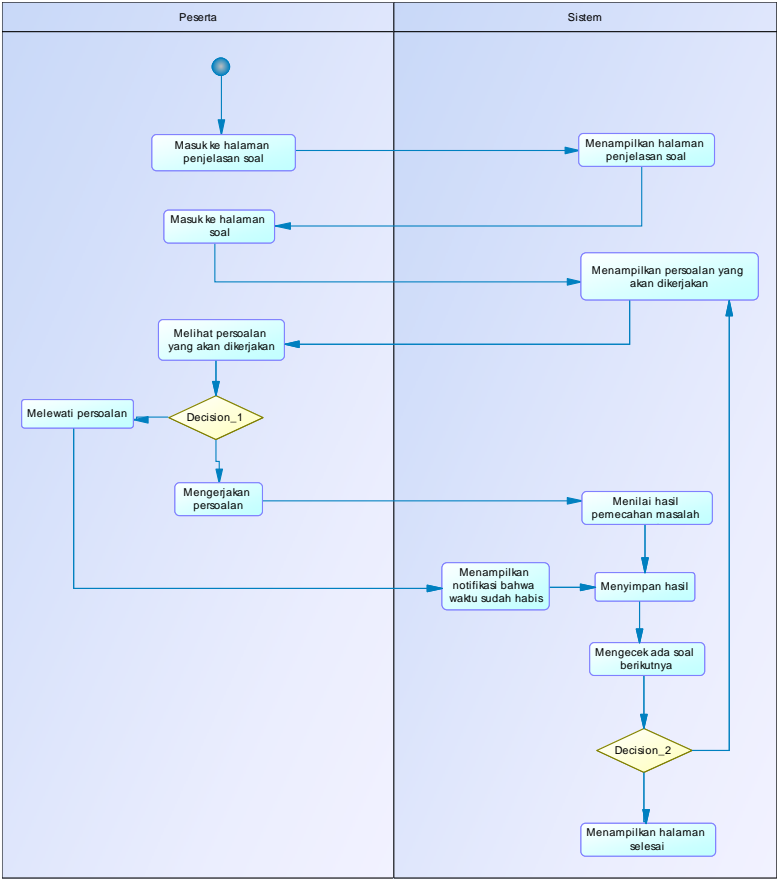 Peserta
Sistem
Masuk ke halaman
penjelasan soal
Menampilkan halaman
penjelasan soal
Masuk ke halaman
soal
Menampilkan persoalan yang
akan dikerjakan
Melihat persoalan
yang akan dikerjakan
Melewati persoalan
Decision_1
Mengerjakan
persoalan
Menilai hasil
pemecahan masalah
Menampilkan
notifikasi bahwa
waktu sudah habis
Menyimpan hasil
Mengecek ada soal
berikutnya
Decision_2
Menampilkan halaman
selesai